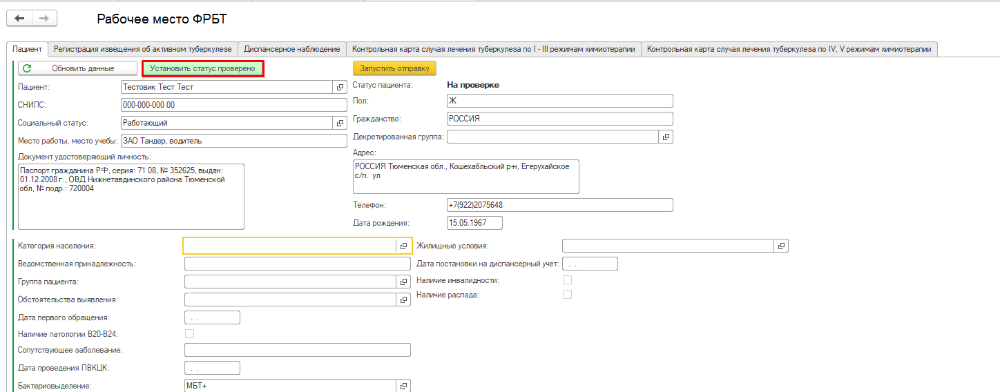 Рабочее место ФРБТ
Пациент Регистрация извещения об активном туберкулезе Диспансерное наблюдение Контрольная карта случая лечения туберкулеза по I - III режимам химиотерапии Контрольная карта случая лечения туберкулеза по IV, V режимам химиотерапии
Обновить данные Установить статус проверено Запустить отправку
Пациент: Тестовик Тест Тест Статус пациента: На проверке
СНИЛС: 000-000-000 00 Пол: Ж
Социальный статус: Работающий Гражданство: РОССИЯ
Место работы, место учебы: ЗАО Тандер, водитель Декретированная группа:
Документ удостоверяющий личность: Адрес:
Паспорт гражданина РФ, серия: 71 08, № 352625, выдан:
01.12.2008 г., ОВД Нижнетавдинского района Тюменской
обл, № подр.: 720004
РОССИЯ Тюменская обл., Кошехабльский р-н, Егерухайское
с/п. ул
Телефон: +7(922)2075648
Дата рождения: 15.05.1967
Категория населения: Жилищные условия:
Ведомственная принадлежность: Дата постановки на диспансерный учет: . .
Группа пациента: Наличие инвалидности:
Обстоятельства выявления: Наличие распада:
Дата первого обращения: . .
Наличие патологии B20-B24:
Сопутствующее заболевание:
Дата проведения ПВКЦК: . .
Бактериовыделение: МБТ+